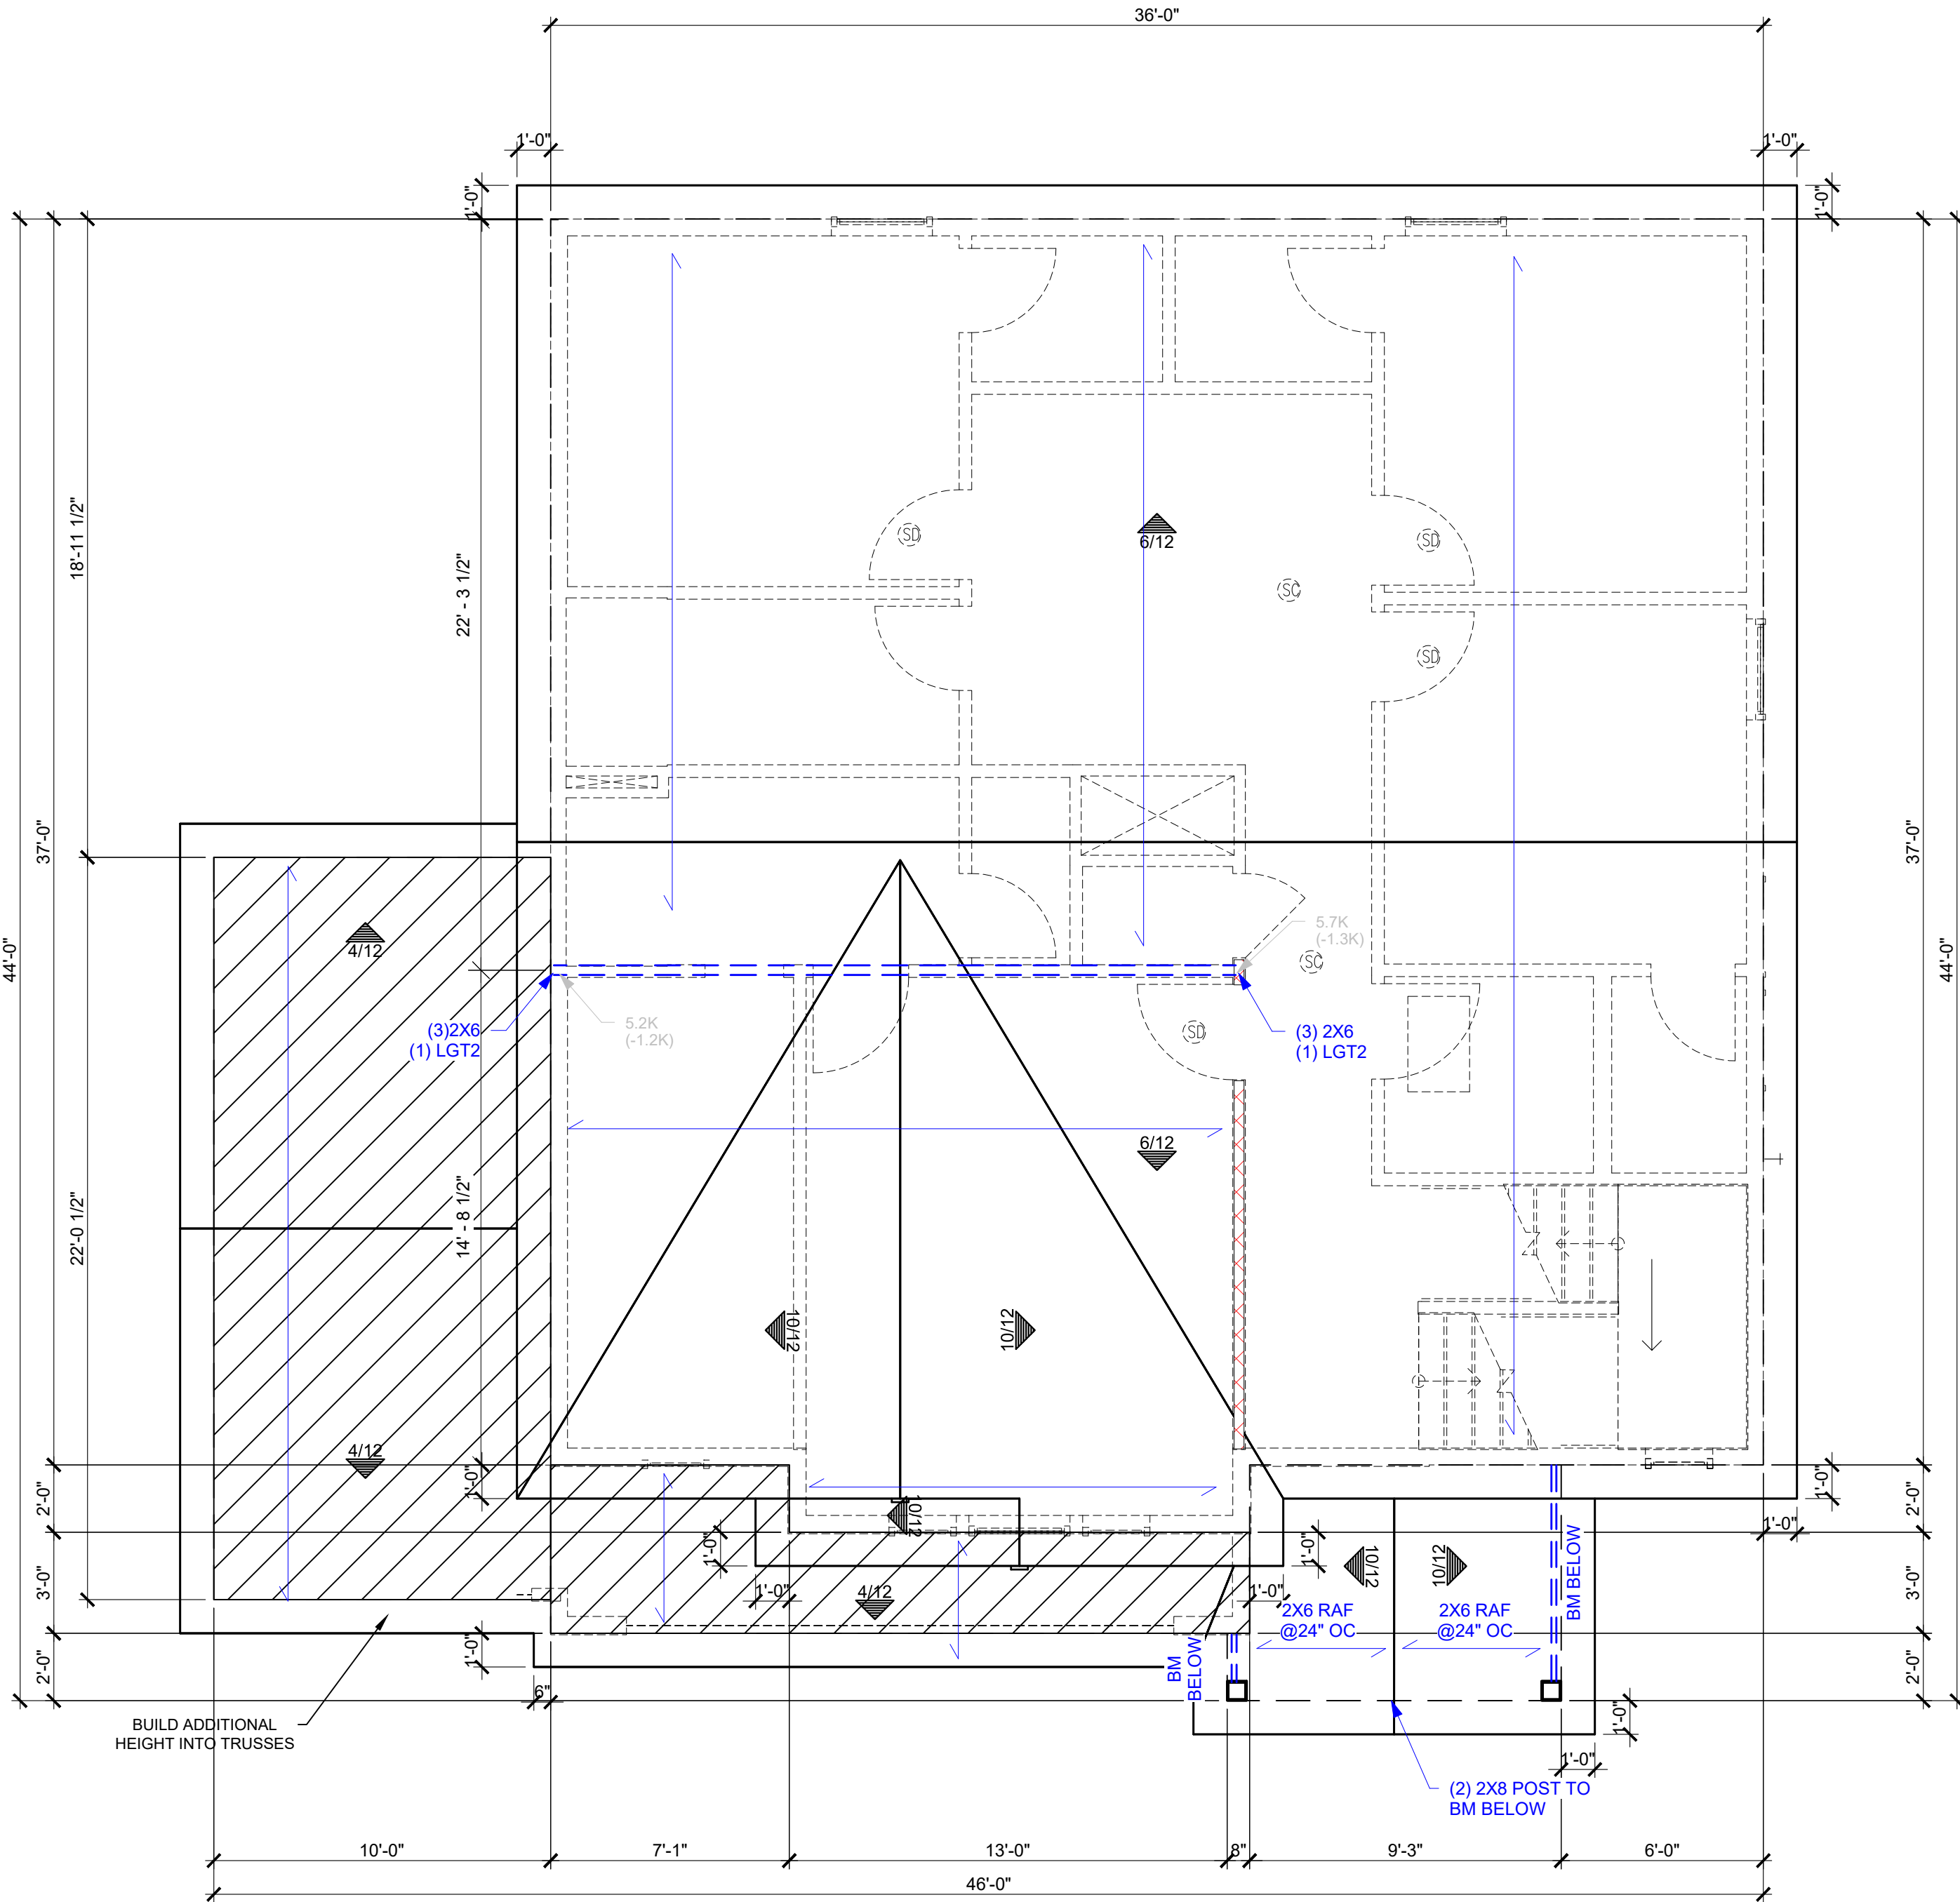 36'-0"
1'-0"
1'-0"
1'-0"
1'-0"
18'-11 1/2"
22' - 3 1/2"
6/12
SD
SD
SC
SD
37'-0"
37'-0"
44'-0"
44'-0"
4/12
5.7K
(-1.3K)
SC
(3)2X6
(1) LGT2
5.2K
(-1.2K)
SD
(3) 2X6
(1) LGT2
6/12
22'-0 1/2"
14' - 8 1/2"
10/12
10/12
4/12
1'-0"
1'-0"
2'-0"
2'-0"
10/12
1'-0"
1'-0"
1'-0"
BM BELOW
3'-0"
3'-0"
1'-0"
4/12
1'-0"
10/12
10/12
2X6 RAF
@24" OC
2X6 RAF
@24" OC
1'-0"
2'-0"
2'-0"
BM
BELOW
6"
1'-0"
BUILD ADDITIONAL
HEIGHT INTO TRUSSES
1'-0"
(2) 2X8 POST TO
BM BELOW
10'-0"
7'-1"
13'-0"
8"
9'-3"
6'-0"
46'-0"